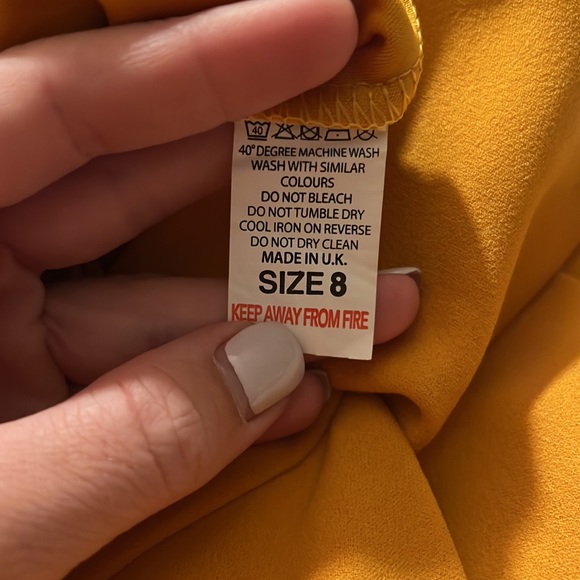 40
40° DEGREE MACHINE WASH
WASH WITH SIMILAR
COLOURS
DO NOT BLEACH
DO NOT TUMBLE DRY
COOL IRON ON REVERSE
DO NOT DRY CLEAN
MADE IN U.K.
SIZE 8
KEEP AWAY FROM FIRE